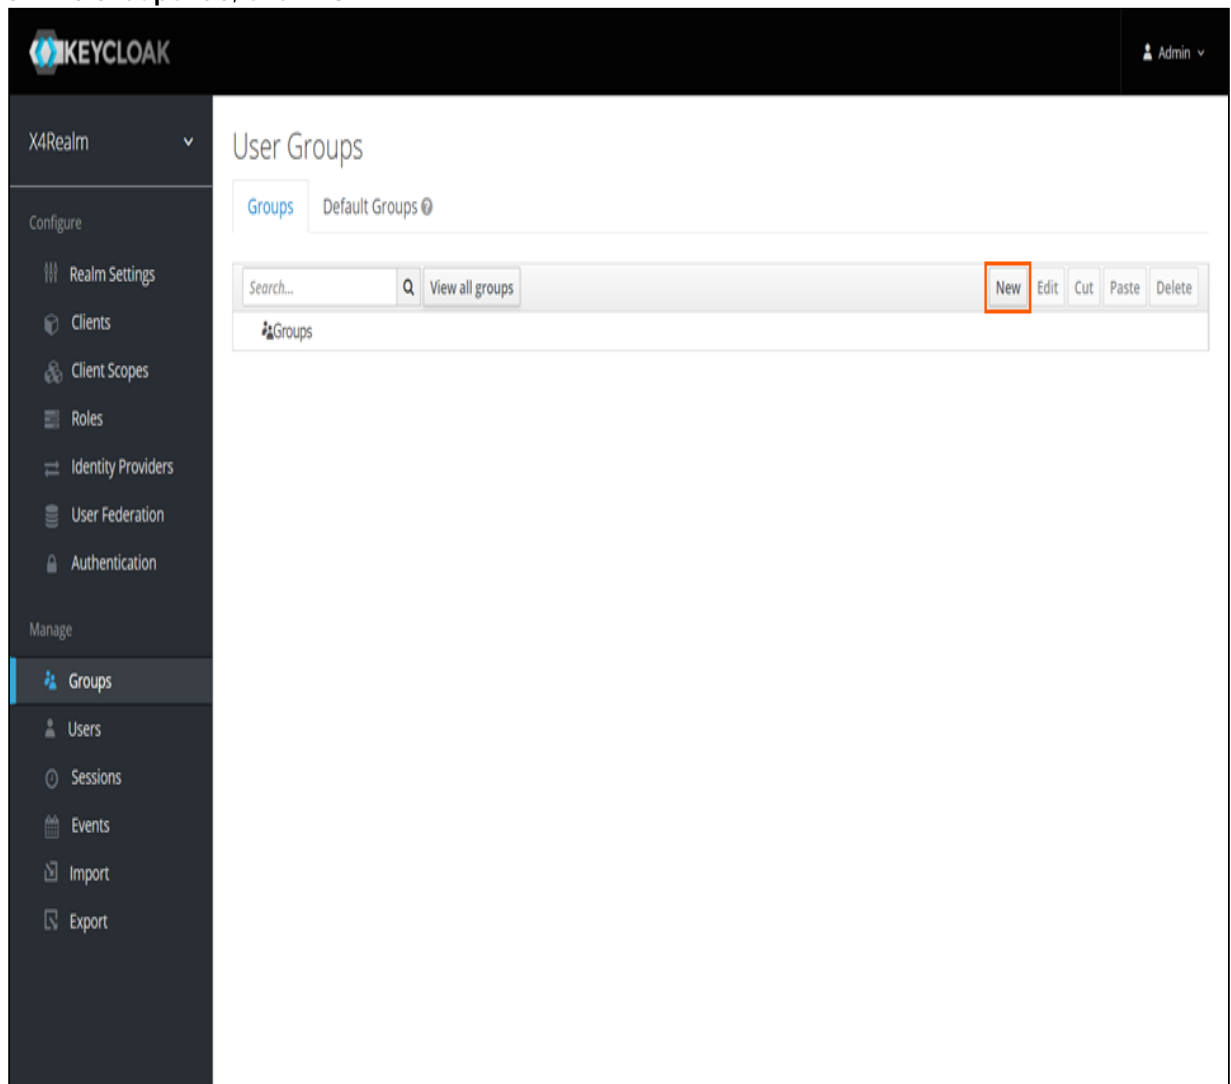 KEYCLOAK
Admin
X4Realm
User Groups
Groups Default Groups
Configure
Realm Settings
Search... View all groups New Edit Cut Paste Delete
Clients
Groups
Client Scopes
Roles
Identity Providers
User Federation
Authentication
Manage
Groups
Users
Sessions
Events
Import
Export